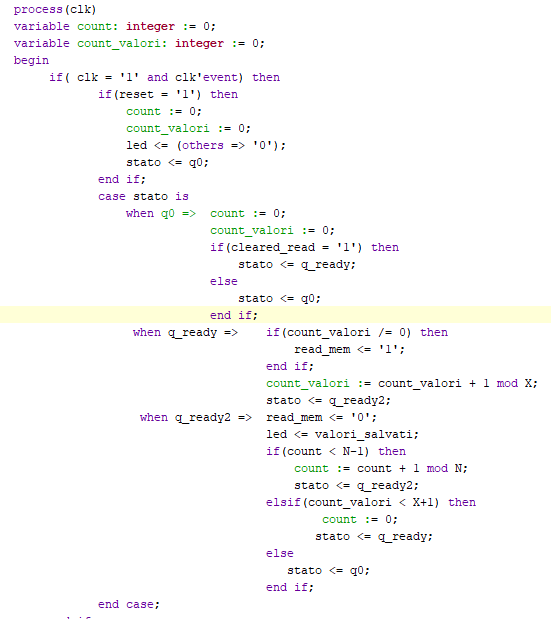 process(clk)
variable count: integer := 0;
variable count_valori: integer := 0;
begin
if( clk = '1' and clk'event) then
if(reset = '1') then
count := 0;
count_valori := 0;
led <= (others => '0');
stato <= q0;
end if;
case stato is
when q0 => count := 0;
count_valori := 0;
if(cleared_read = '1') then
stato <= q_ready;
else
stato <= q0;
end if;
when q_ready => if(count_valori /= 0) then
read_mem <= '1';
end if;
count_valori := count_valori + 1 mod X;
stato <= q_ready2;
when q_ready2 => read_mem <= '0';
led <= valori_salvati;
if(count < N-1) then
count := count + 1 mod N;
stato <= q_ready2;
elsif(count_valori < X+1) then
count := 0;
stato <= q_ready;
else
stato <= q0;
end if;
end case;